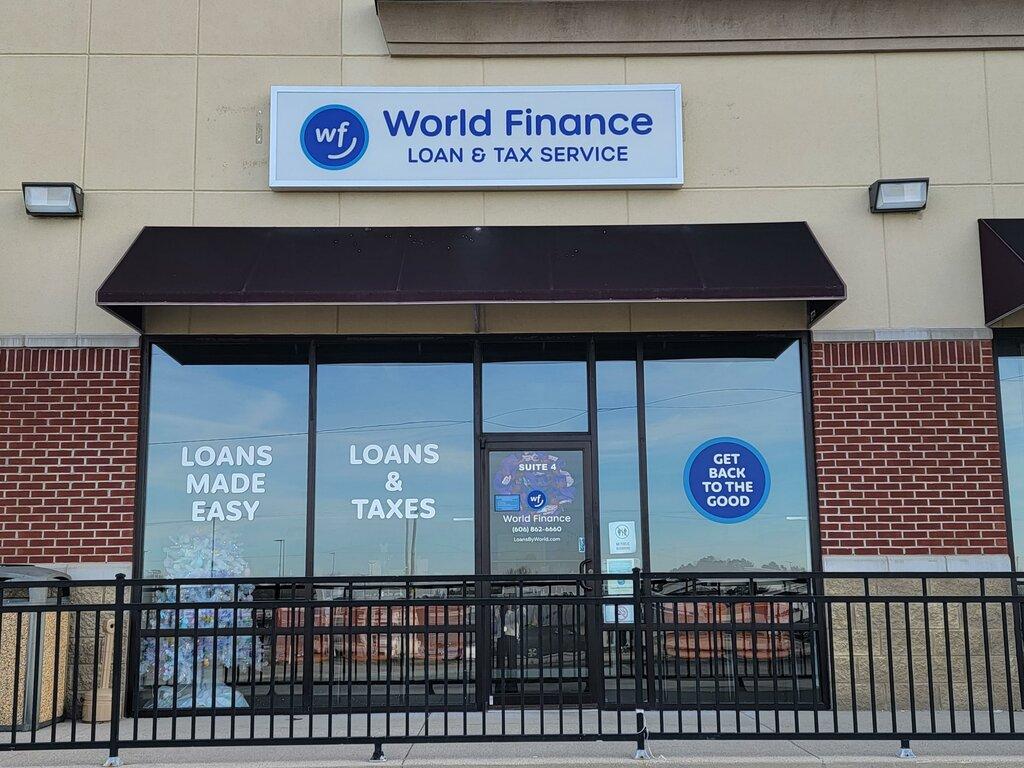 wf
World Finance
LOAN & TAX SERVICE
LOANS
MADE
EASY
LOANS
&
TAXES
SUITE 4
wf
World Finance
(606) 862-6660
LoansByWorld.com
GET
BACK
TO THE
GOOD